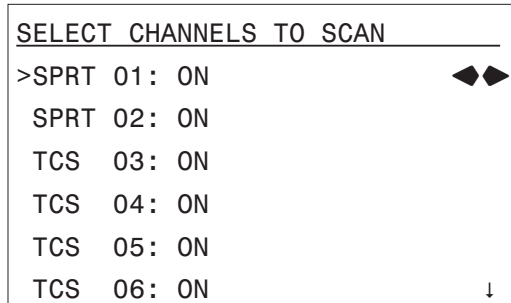 SELECT CHANNELS TO SCAN
>SPRT 01: ON ◀▶
SPRT 02: ON
TCS 03: ON
TCS 04: ON
TCS 05: ON
TCS 06: ON ↓